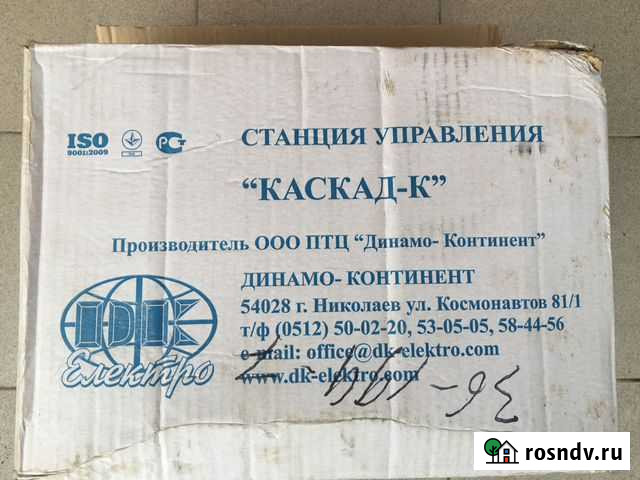 ISO
9001:2009
РСТ
СТАНЦИЯ УПРАВЛЕНИЯ
“КАСКАД-К”
Производитель ООО ПТЦ “Динамо- Континент”
DK
Електро
ДИНАМО- КОНТИНЕНТ
54028 г. Николаев ул. Космонавтов 81/1
т/ф (0512) 50-02-20, 53-05-05, 58-44-56
e-mail: office@dk-elektro.com
www.dk-elektro.com
rosndv.ru